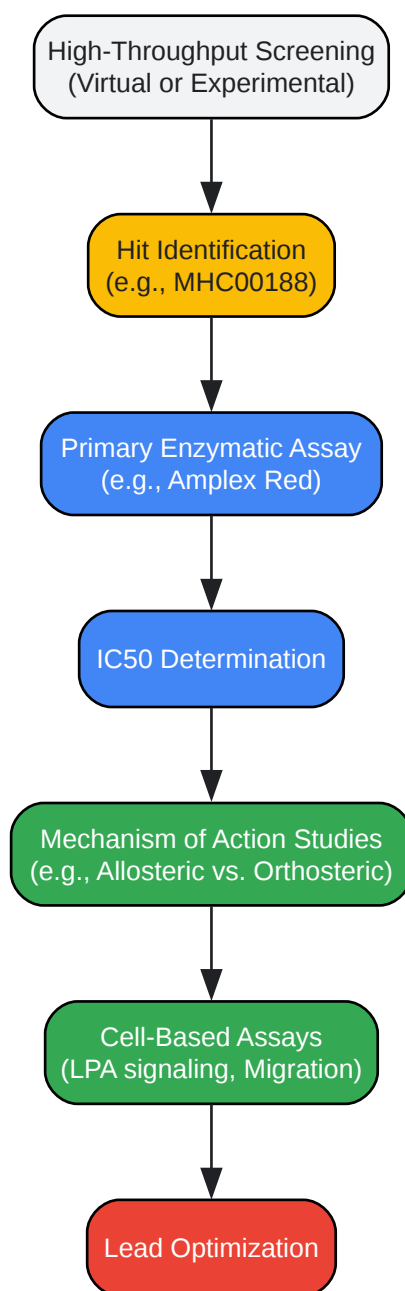 High-Throughput Screening
(Virtual or Experimental)
Hit Identification
(e.g., MHC00188)
Primary Enzymatic Assay
(e.g., Amplex Red)
IC50 Determination
Mechanism of Action Studies
(e.g., Allosteric vs. Orthosteric)
Cell-Based Assays
(LPA signaling, Migration)
Lead Optimization